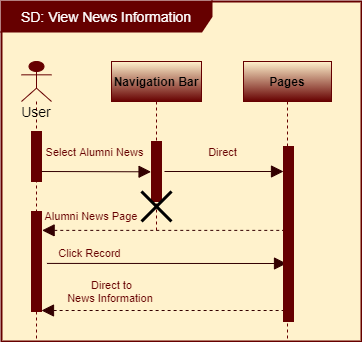 SD: View News Information
Navigation Bar
Pages
User
Select Alumni News
Direct
Alumni News Page
Click Record
Direct to
News Information